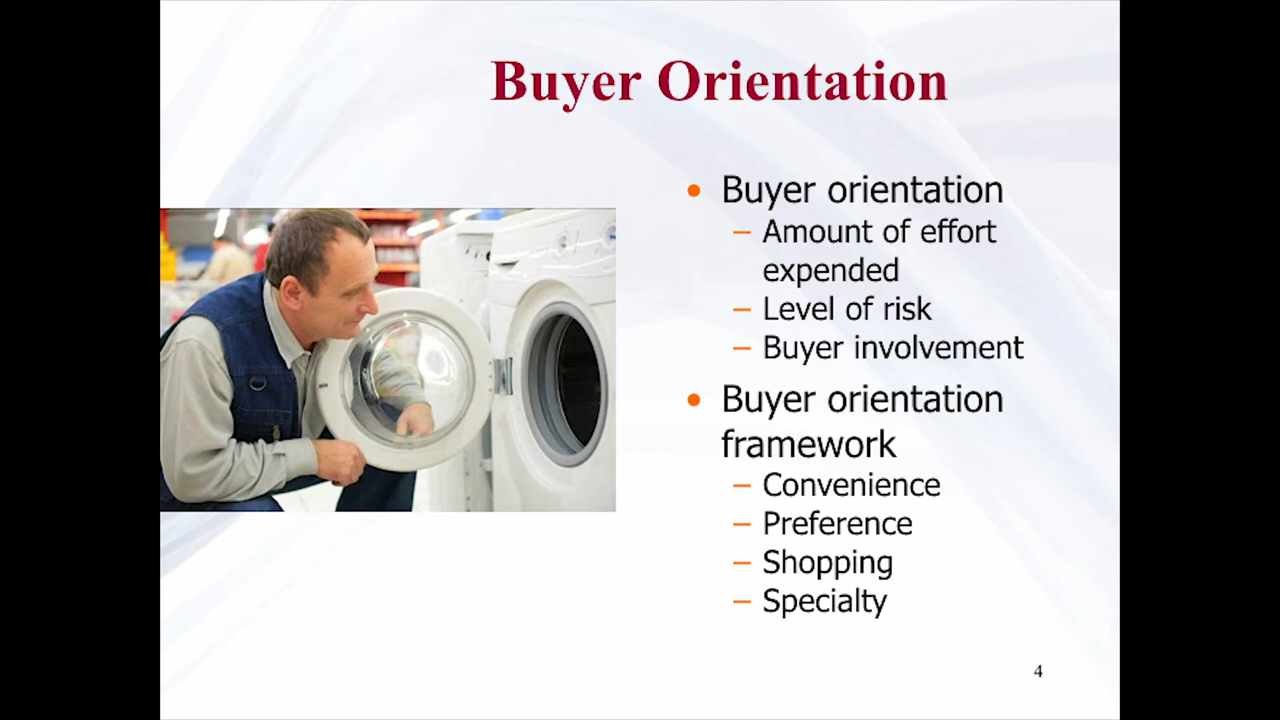 Buyer Orientation
• Buyer orientation
– Amount of effort
expended
– Level of risk
– Buyer involvement
• Buyer orientation
framework
– Convenience
– Preference
– Shopping
– Specialty
4